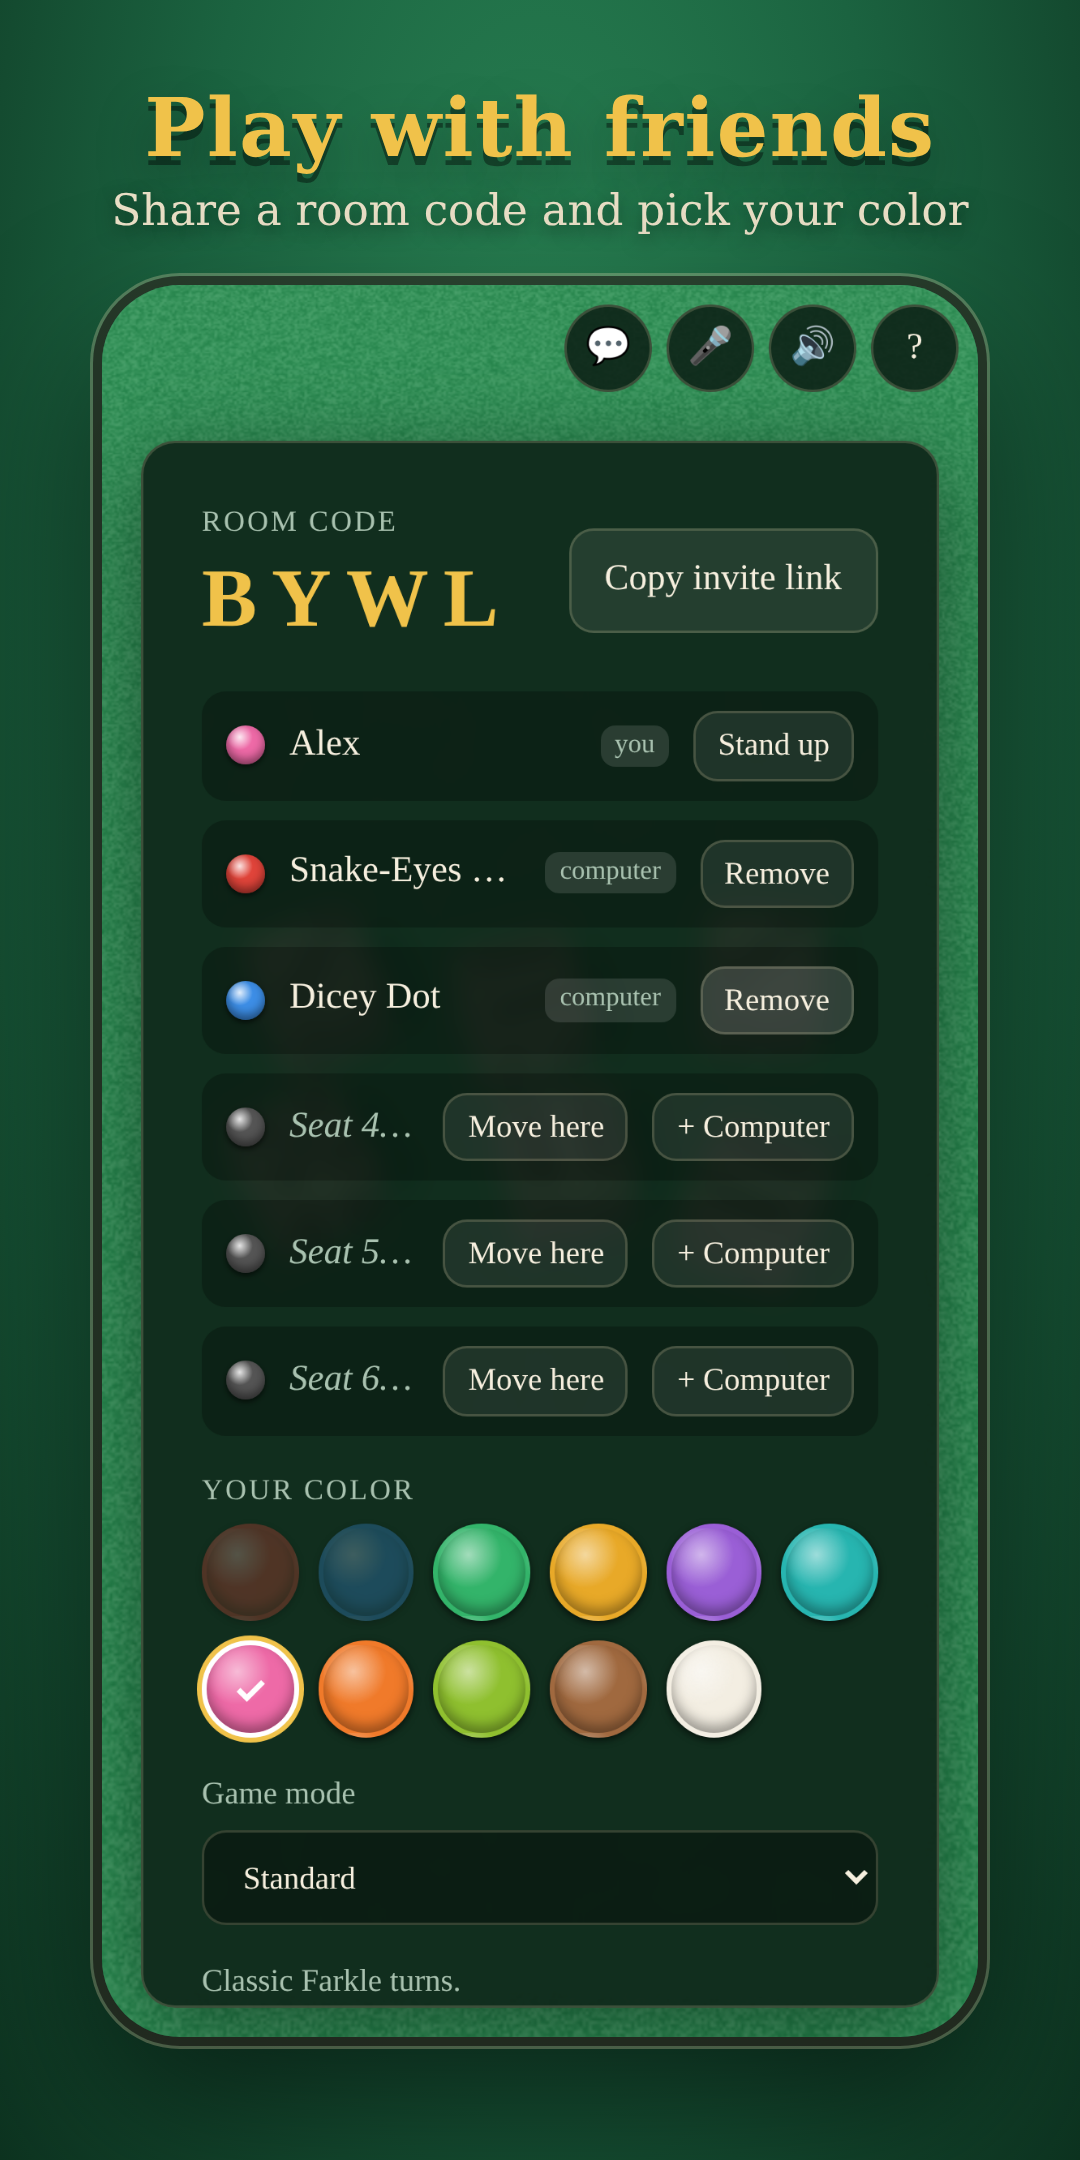 Play with friends
Share a room code and pick your color
?
ROOM CODE
BYWL
Copy invite link
Alex you Stand up
Snake-Eyes … computer Remove
Dicey Dot computer Remove
Seat 4… Move here + Computer
Seat 5… Move here + Computer
Seat 6… Move here + Computer
YOUR COLOR
Game mode
Standard
Classic Farkle turns.